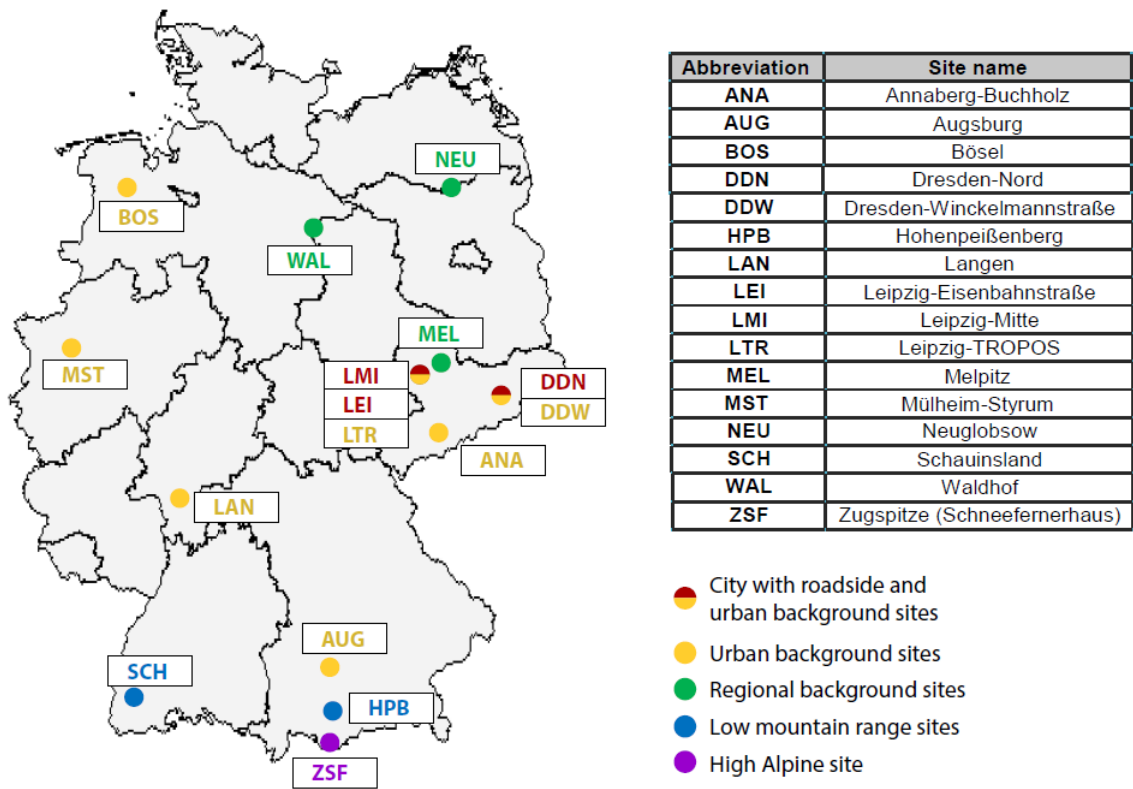 NEU
BOS
WAL
MEL
MST
LMI
LEI
LTR
DDN
DDW
ANA
LAN
AUG
SCH
HPB
ZSF
Abbreviation Site name
ANA Annaberg-Buchholz
AUG Augsburg
BOS Bösel
DDN Dresden-Nord
DDW Dresden-Winckelmannstraße
HPB Hohenpeißenberg
LAN Langen
LEI Leipzig-Eisenbahnstraße
LMI Leipzig-Mitte
LTR Leipzig-TROPOS
MEL Melpitz
MST Mülheim-Styrum
NEU Neuglobsow
SCH Schauinsland
WAL Waldhof
ZSF Zugspitze (Schneefernerhaus)
City with roadside and
urban background sites
Urban background sites
Regional background sites
Low mountain range sites
High Alpine site